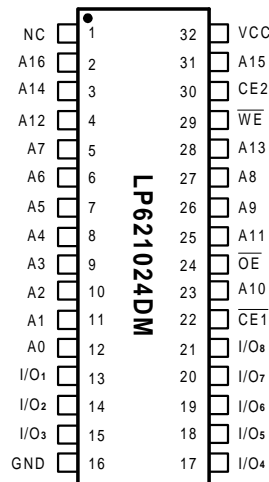 NC 1 32 VCC
A16 2 31 A15
A14 3 30 CE2
A12 4 29 W̅E̅
A7 5 28 A13
A6 6 27 A8
A5 7 26 A9
A4 8 25 A11
A3 9 24 O̅E̅
A2 10 23 A10
A1 11 22 C̅E̅1̅
A0 12 21 I/O₈
I/O₁ 13 20 I/O₇
I/O₂ 14 19 I/O₆
I/O₃ 15 18 I/O₅
GND 16 17 I/O₄
LP621024DM